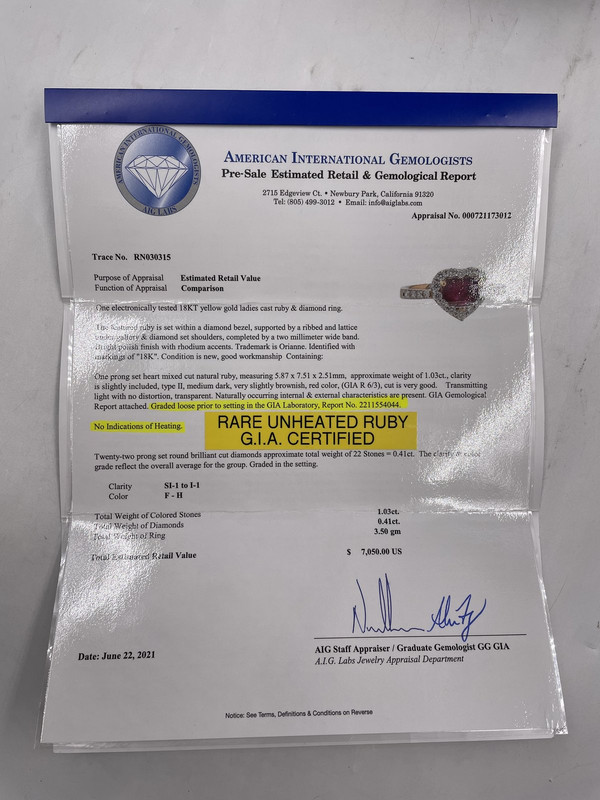 AMERICAN INTERNATIONAL GEMOLOGISTS
AIG LABS
AMERICAN INTERNATIONAL GEMOLOGISTS
Pre-Sale Estimated Retail & Gemological Report
2715 Edgeview Ct. • Newbury Park, California 91320
Tel: (805) 499-3012 • Email: info@aiglabs.com
Appraisal No. 000721173012
Trace No. RN030315
Purpose of Appraisal Estimated Retail Value
Function of Appraisal Comparison
One electronically tested 18KT yellow gold ladies cast ruby & diamond ring.
The featured ruby is set within a diamond bezel, supported by a ribbed and lattice
under gallery & diamond set shoulders, completed by a two millimeter wide band.
Bright polish finish with rhodium accents. Trademark is Orianne. Identified with
markings of "18K". Condition is new, good workmanship Containing:
One prong set heart mixed cut natural ruby, measuring 5.87 x 7.51 x 2.51mm, approximate weight of 1.03ct., clarity
is slightly included, type II, medium dark, very slightly brownish, red color, (GIA R 6/3), cut is very good. Transmitting
light with no distortion, transparent. Naturally occurring internal & external characteristics are present. GIA Gemological
Report attached. Graded loose prior to setting in the GIA Laboratory, Report No. 2211554044.
No Indications of Heating.
RARE UNHEATED RUBY
G.I.A. CERTIFIED
Twenty-two prong set round brilliant cut diamonds approximate total weight of 22 Stones = 0.41ct. The clarity & color
grade reflect the overall average for the group. Graded in the setting.
Clarity SI-1 to I-1
Color F - H
Total Weight of Colored Stones 1.03ct.
Total Weight of Diamonds 0.41ct.
Total Weight of Ring 3.50 gm
Total Estimated Retail Value $ 7,050.00 US
AIG Staff Appraiser / Graduate Gemologist GG GIA
A.I.G. Labs Jewelry Appraisal Department
Date: June 22, 2021
Notice: See Terms, Definitions & Conditions on Reverse